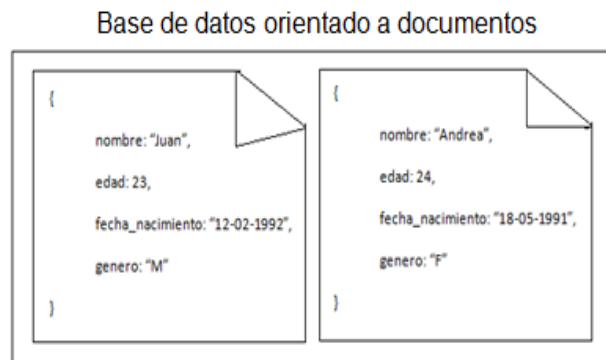 Base de datos orientado a documentos
{
nombre: “Juan”,
edad: 23,
fecha_nacimiento: “12-02-1992”,
genero: “M”
}
{
nombre: “Andrea”,
edad: 24,
fecha_nacimiento: “18-05-1991”,
genero: “F”
}